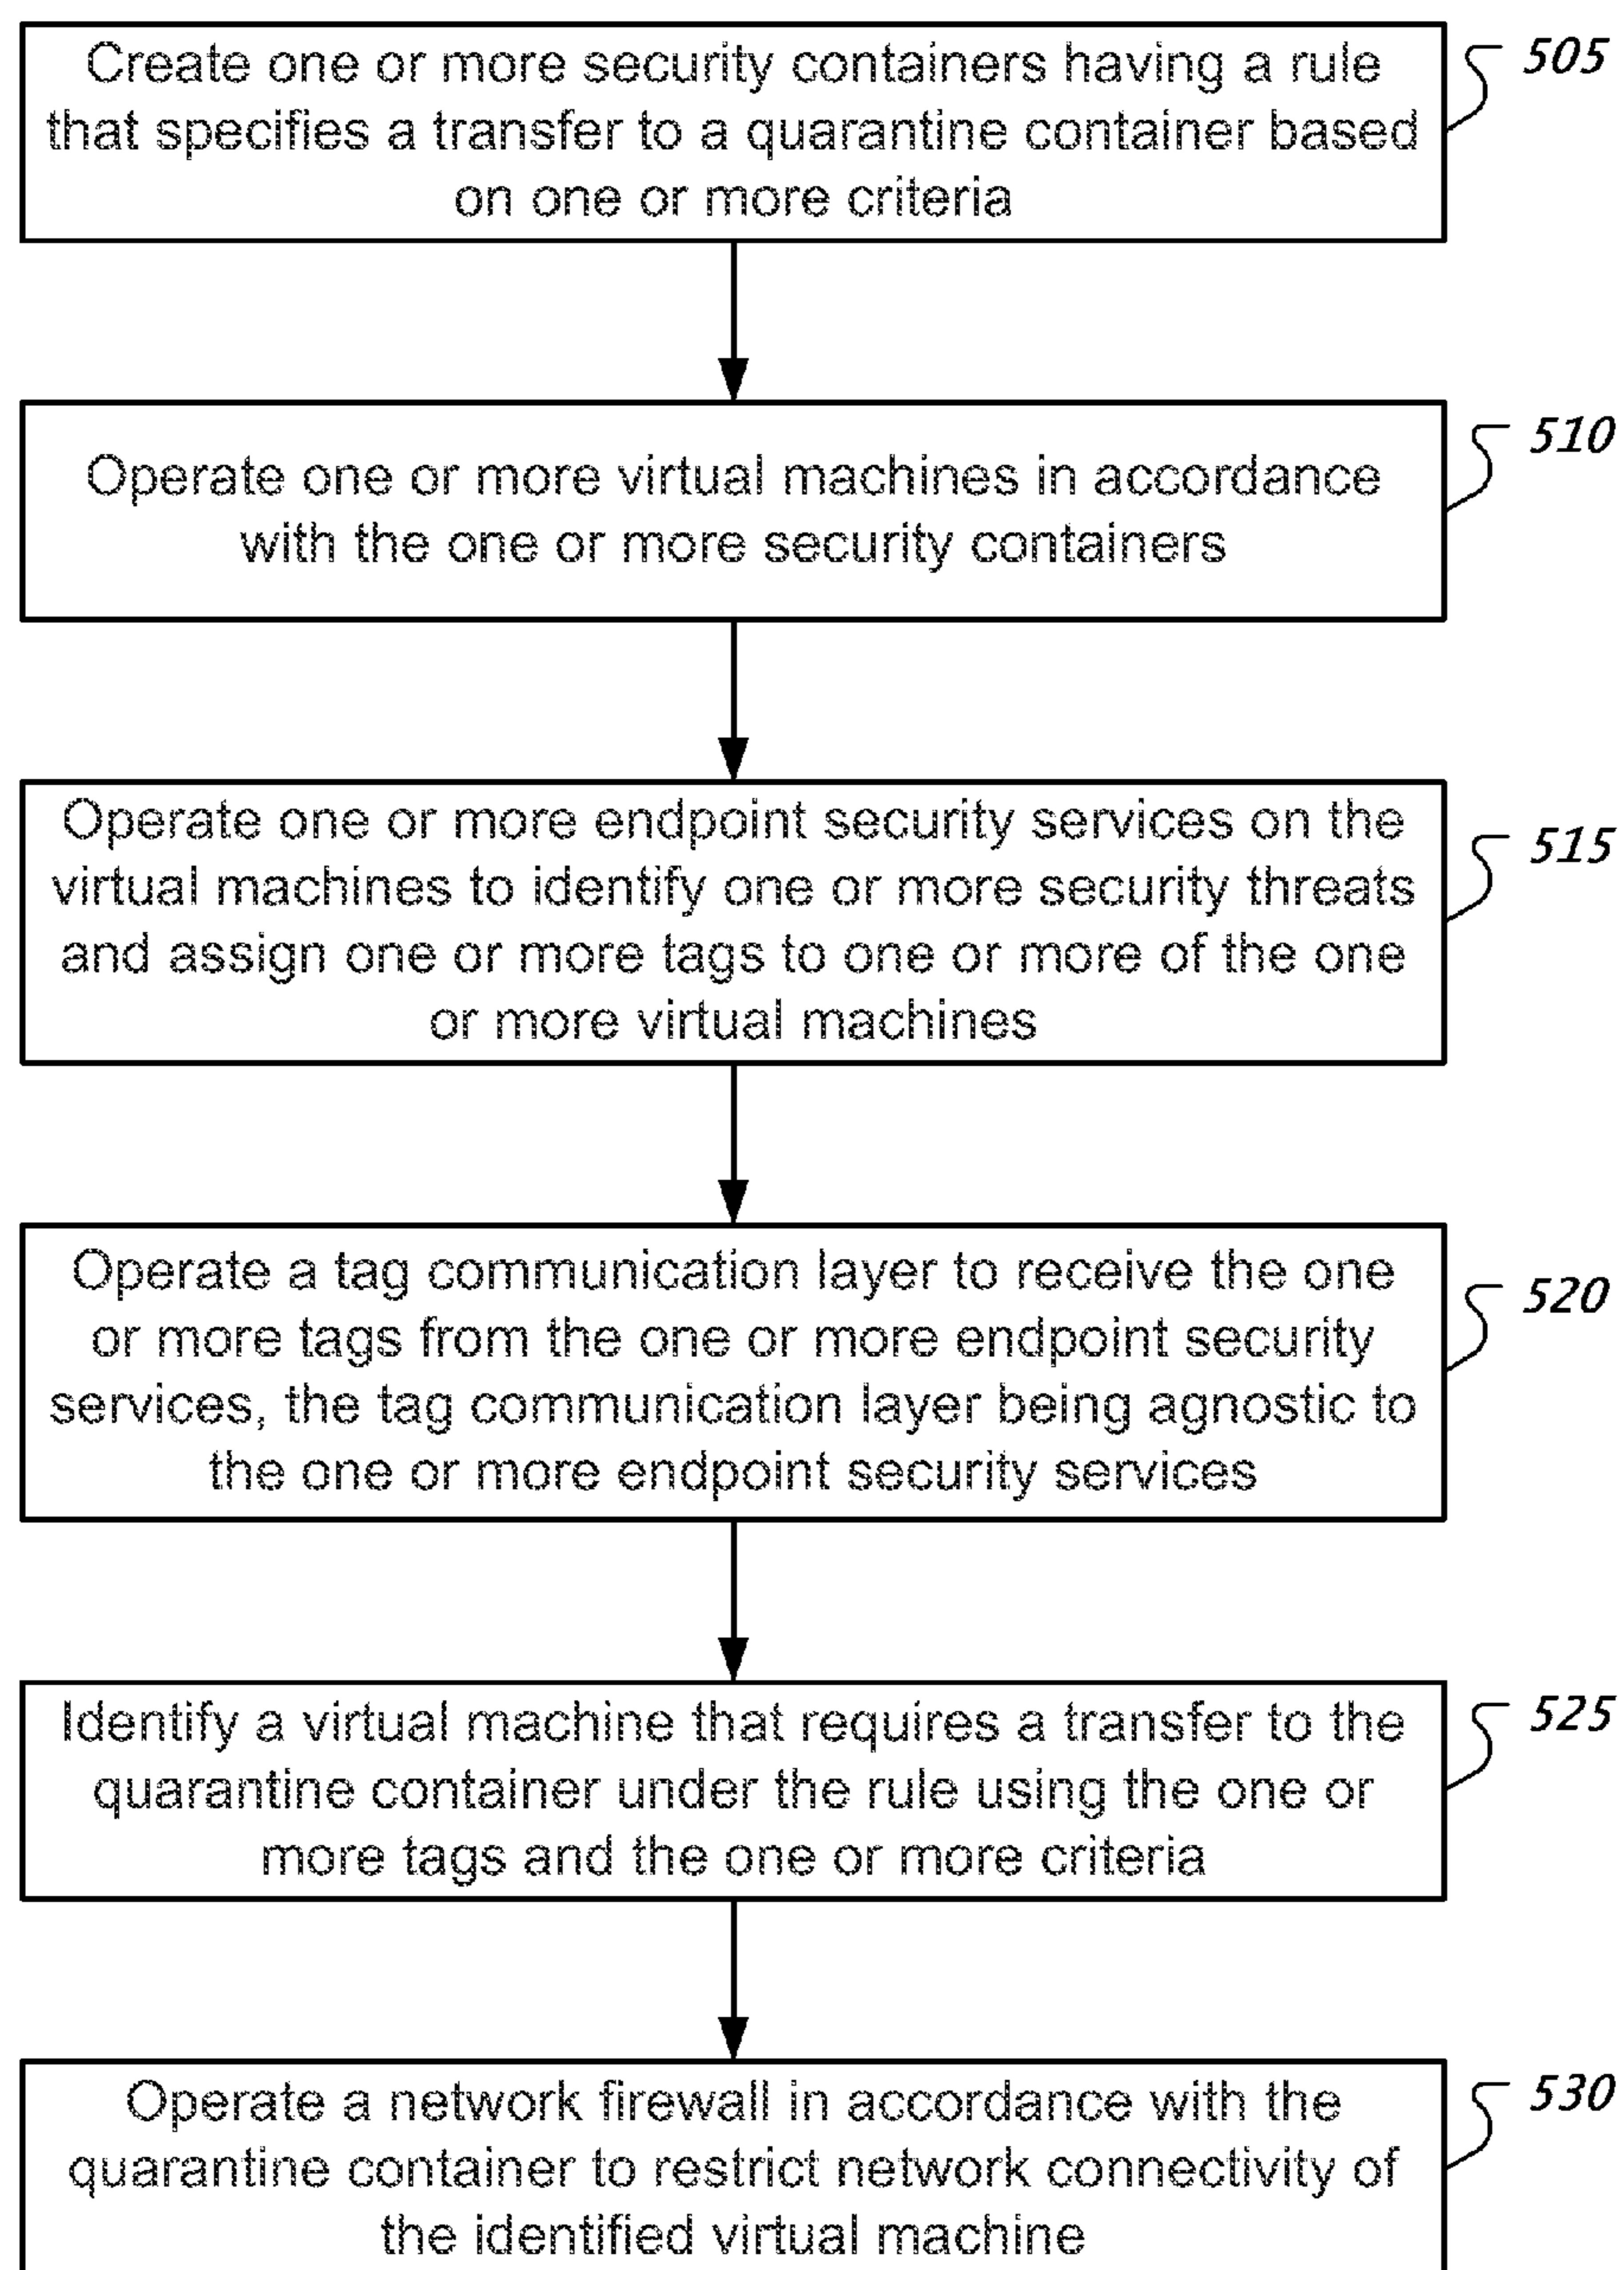 Create one or more security containers having a rule
that specifies a transfer to a quarantine container based
on one or more criteria
505
Operate one or more virtual machines in accordance
with the one or more security containers
510
Operate one or more endpoint security services on the
virtual machines to identify one or more security threats
and assign one or more tags to one or more of the one
or more virtual machines
515
Operate a tag communication layer to receive the one
or more tags from the one or more endpoint security
services, the tag communication layer being agnostic to
the one or more endpoint security services
520
Identify a virtual machine that requires a transfer to the
quarantine container under the rule using the one or
more tags and the one or more criteria
525
Operate a network firewall in accordance with the
quarantine container to restrict network connectivity of
the identified virtual machine
530